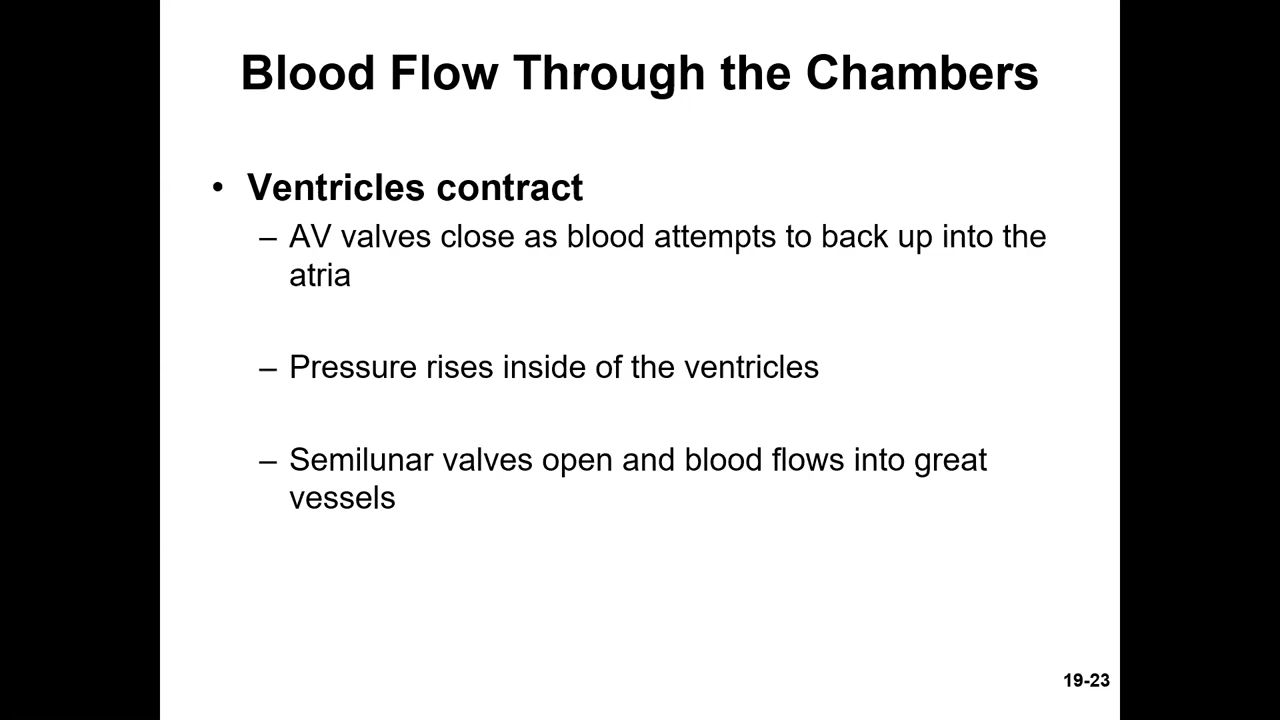 Blood Flow Through the Chambers
• Ventricles contract
– AV valves close as blood attempts to back up into the
atria
– Pressure rises inside of the ventricles
– Semilunar valves open and blood flows into great
vessels
19-23